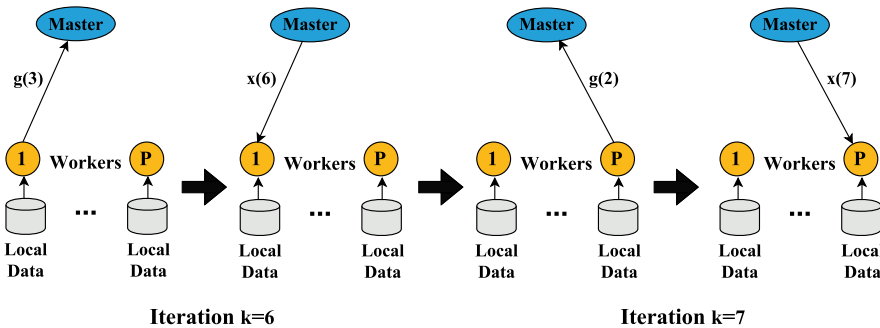 Master
Master
Master
Master
g(3)
x(6)
g(2)
x(7)
1 Workers P
1 Workers P
1 Workers P
1 Workers P
... ... ... ...
Local Data
Local Data
Local Data
Local Data
Local Data
Local Data
Local Data
Local Data
Iteration k=6
Iteration k=7